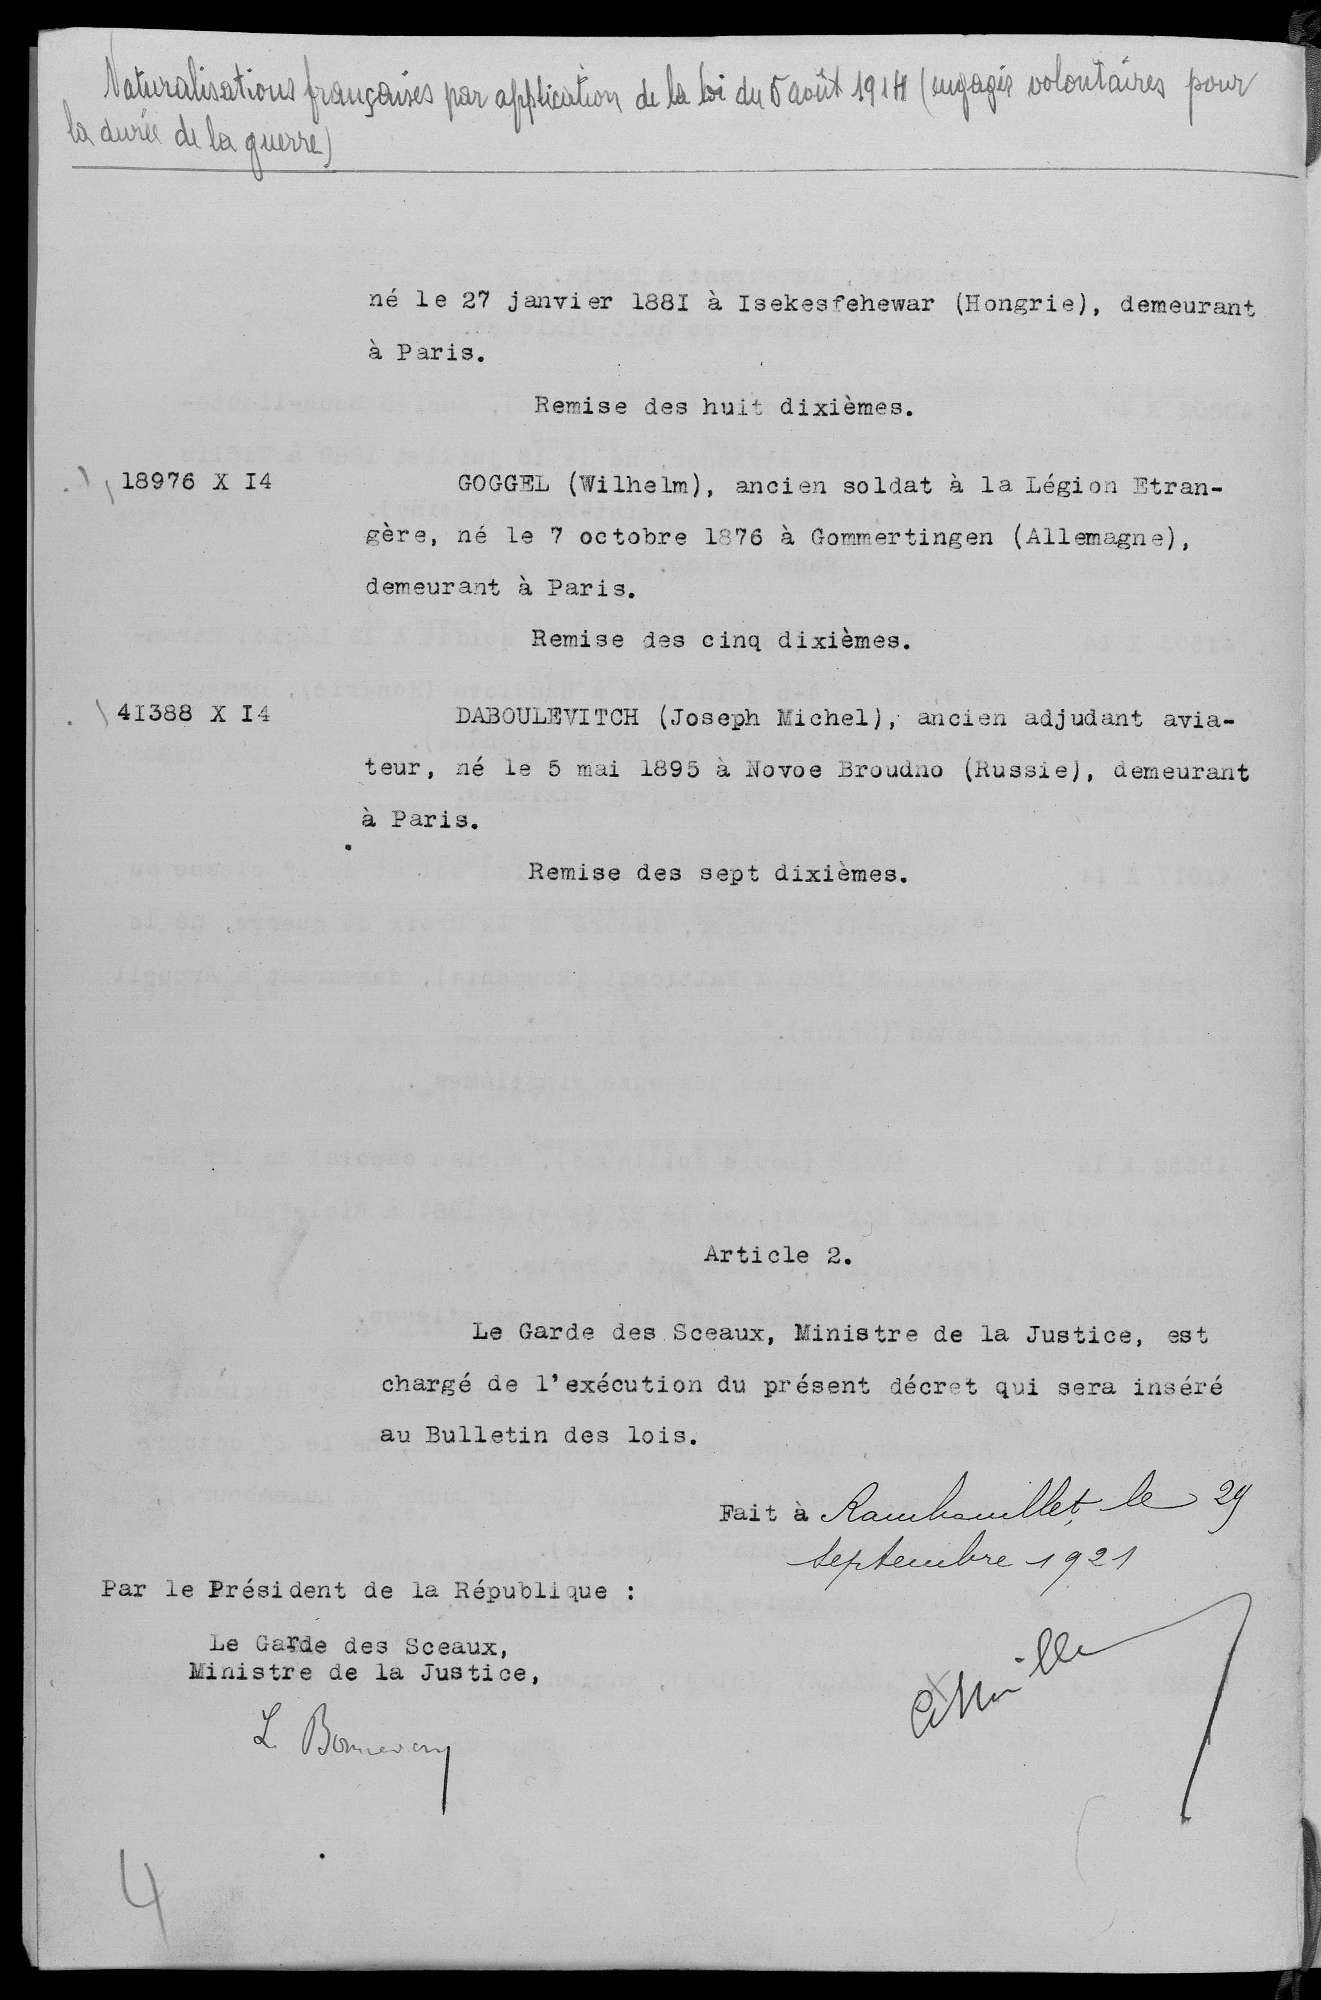 Naturalisations françaises par application de la loi du 5 août 1914 (engagés volontaires pour
la durée de la guerre)
né le 27 janvier 188I à Isekesfehewar (Hongrie), demeurant
à Paris.
Remise des huit dixièmes.
18976 X I4
GOGGEL (Wilhelm), ancien soldat à la Légion Etran-
gère, né le 7 octobre 1876 à Gommertingen (Allemagne),
demeurant à Paris.
Remise des cinq dixièmes.
4I388 X I4
DABOULEVITCH (Joseph Michel), ancien adjudant avia-
teur, né le 5 mai 1895 à Novoe Broudno (Russie), demeurant
à Paris.
Remise des sept dixièmes.
Article 2.
Le Garde des Sceaux, Ministre de la Justice, est
chargé de l'exécution du présent décret qui sera inséré
au Bulletin des lois.
Fait à Rambouillet, le 29
septembre 1921
Par le Président de la République :
Le Garde des Sceaux,
Ministre de la Justice,
L. Bonnevay
4